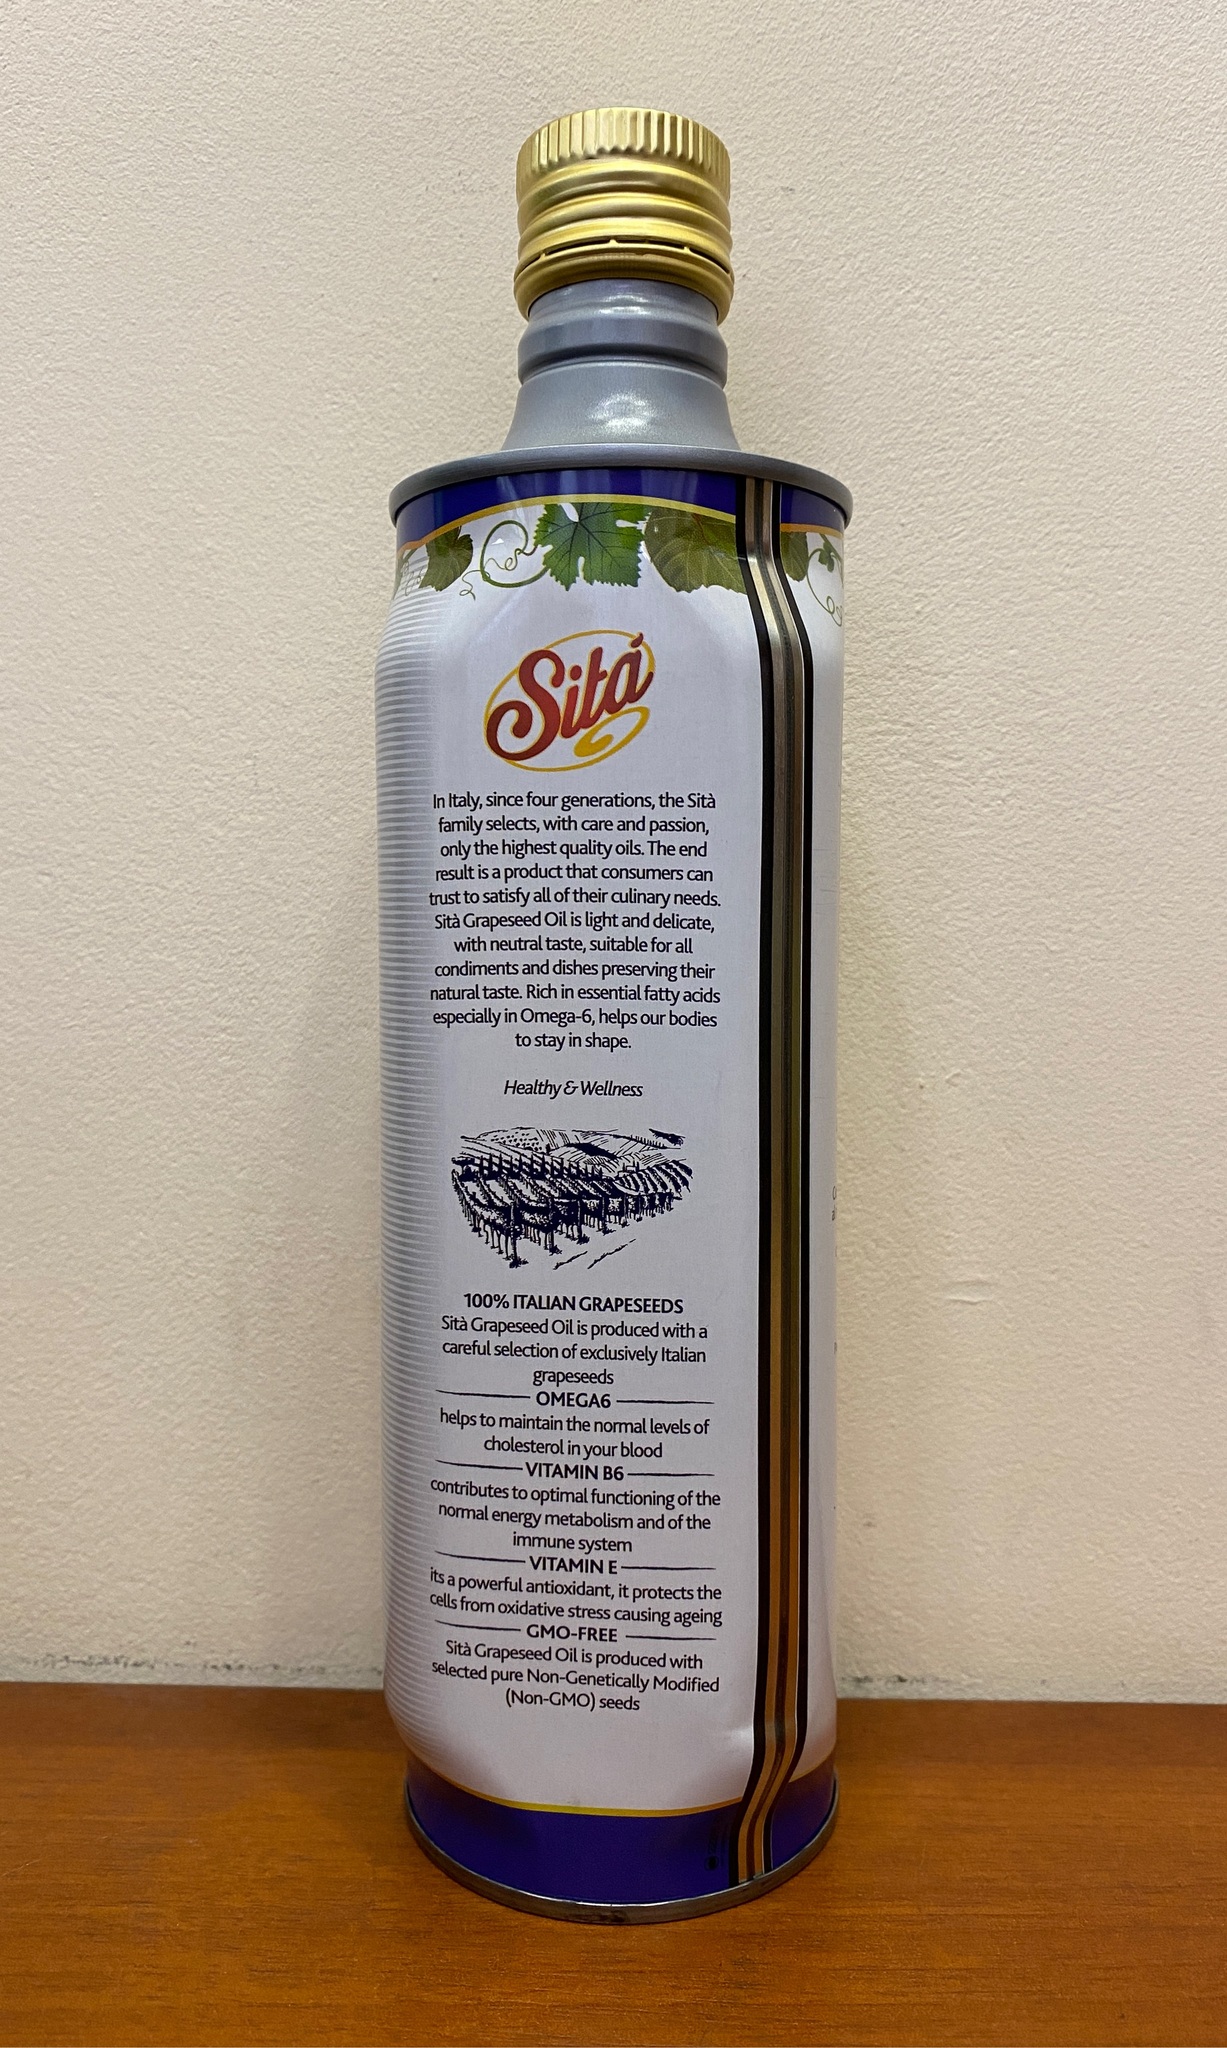 Sitá
In Italy, since four generations, the Sità
family selects, with care and passion,
only the highest quality oils. The end
result is a product that consumers can
trust to satisfy all of their culinary needs.
Sità Grapeseed Oil is light and delicate,
with neutral taste, suitable for all
condiments and dishes preserving their
natural taste. Rich in essential fatty acids
especially in Omega-6, helps our bodies
to stay in shape.
Healthy & Wellness
100% ITALIAN GRAPESEEDS
Sità Grapeseed Oil is produced with a
careful selection of exclusively Italian
grapeseeds
OMEGA6
helps to maintain the normal levels of
cholesterol in your blood
VITAMIN B6
contributes to optimal functioning of the
normal energy metabolism and of the
immune system
VITAMIN E
its a powerful antioxidant, it protects the
cells from oxidative stress causing ageing
GMO-FREE
Sità Grapeseed Oil is produced with
selected pure Non-Genetically Modified
(Non-GMO) seeds